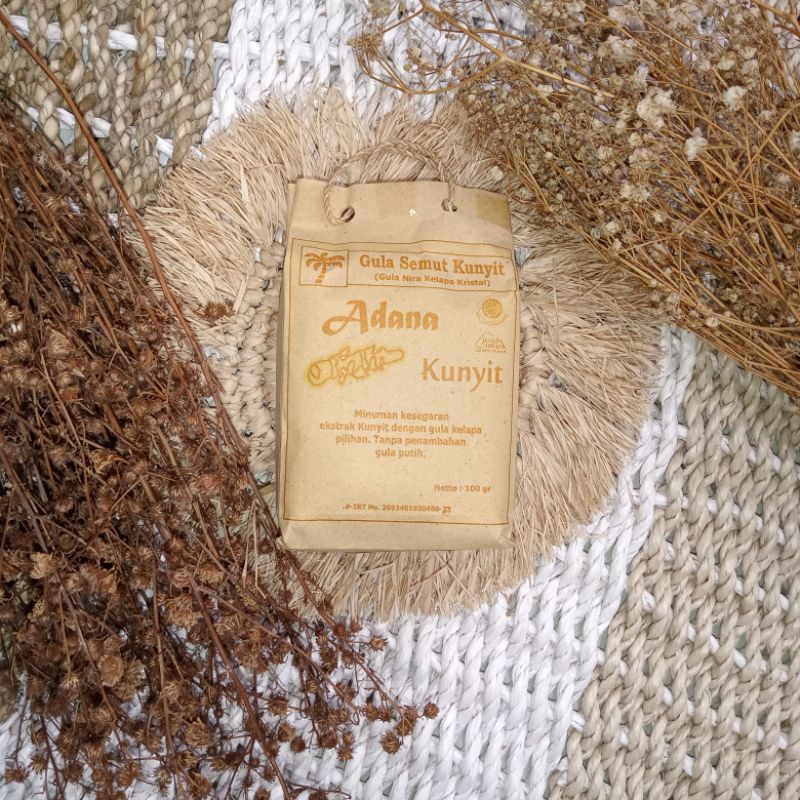 Gula Semut Kunyit
(Gula Nira Kelapa Kristal)
Adana
Kunyit
Minuman kesegaran
ekstrak Kunyit dengan gula kelapa
pilihan. Tanpa penambahan
gula putih.
Netto : 100 gr